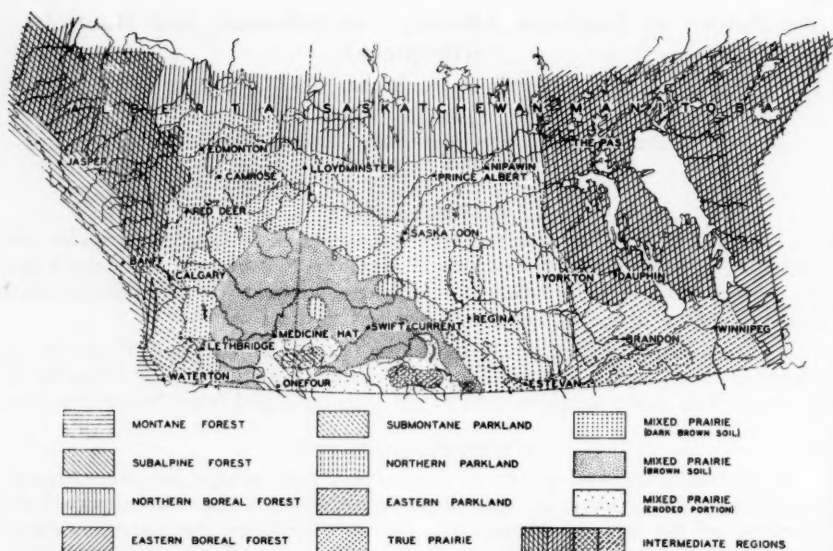 ALBERTA SASKATCHEWAN MANITOBA
JASPER
EDMONTON
CAMROSE
LLOYDMINSTER
NIPAWIN
PRINCE ALBERT
THE PAS
RED DEER
SASKATOON
BANFF
CALGARY
YORKTON
DAUPHIN
MEDICINE HAT
SWIFT CURRENT
REGINA
BRANDON
WINNIPEG
LETHBRIDGE
WATERTON
ONEFOUR
ESTEVAN
MONTANE FOREST
SUBALPINE FOREST
NORTHERN BOREAL FOREST
EASTERN BOREAL FOREST
SUBMONTANE PARKLAND
NORTHERN PARKLAND
EASTERN PARKLAND
TRUE PRAIRIE
MIXED PRAIRIE
(DARK BROWN SOIL)
MIXED PRAIRIE
(BROWN SOIL)
MIXED PRAIRIE
(ERODED PORTION)
INTERMEDIATE REGIONS